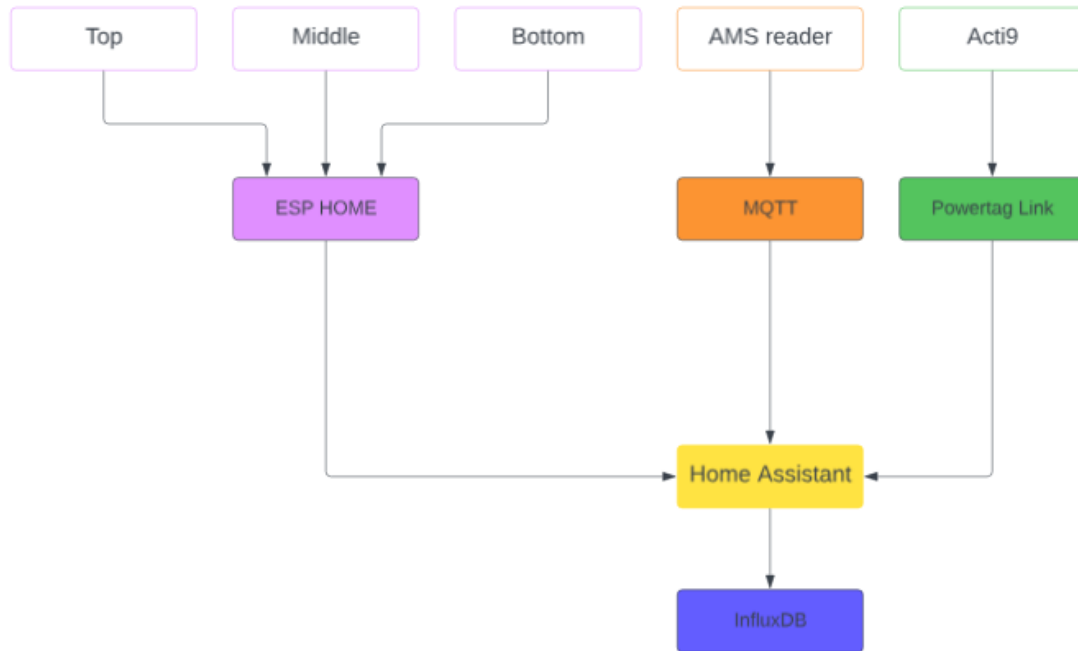 Top
Middle
Bottom
AMS reader
Acti9
ESP HOME
MQTT
Powertag Link
Home Assistant
InfluxDB